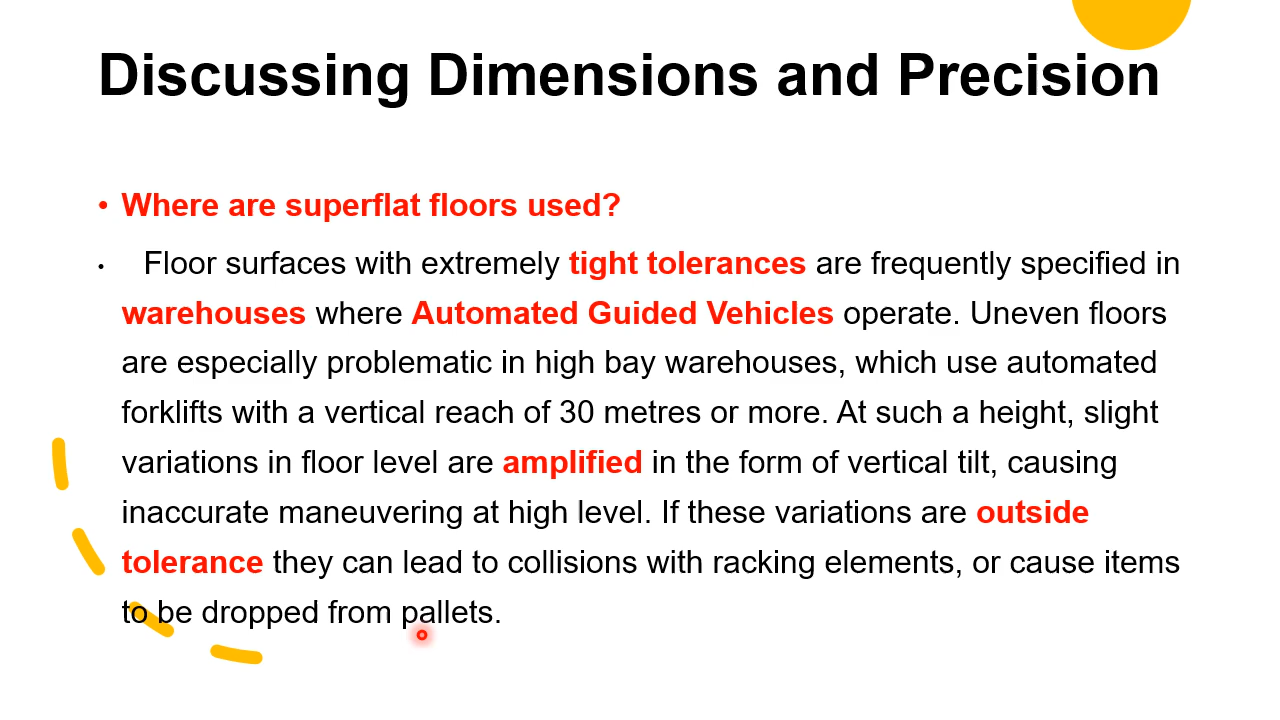 Discussing Dimensions and Precision
• Where are superflat floors used?
• Floor surfaces with extremely tight tolerances are frequently specified in
warehouses where Automated Guided Vehicles operate. Uneven floors
are especially problematic in high bay warehouses, which use automated
forklifts with a vertical reach of 30 metres or more. At such a height, slight
variations in floor level are amplified in the form of vertical tilt, causing
inaccurate maneuvering at high level. If these variations are outside
tolerance they can lead to collisions with racking elements, or cause items
to be dropped from pallets.